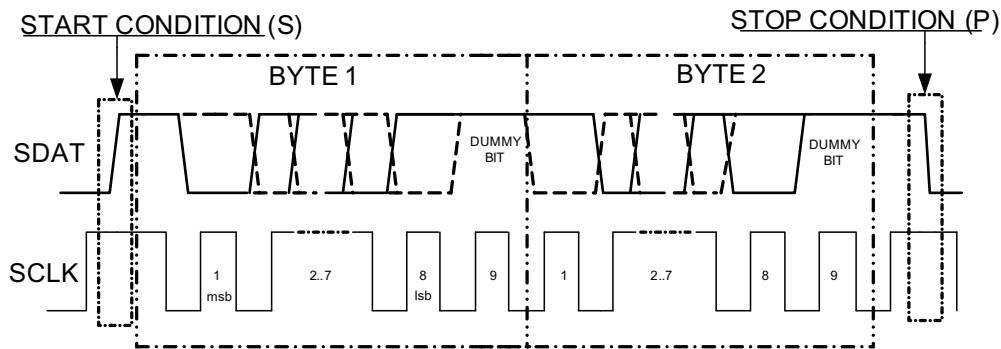 START CONDITION (S)
STOP CONDITION (P)
BYTE 1
BYTE 2
SDAT
DUMMY
BIT
DUMMY
BIT
SCLK
1
msb
2..7
8
lsb
9
1
2..7
8
9